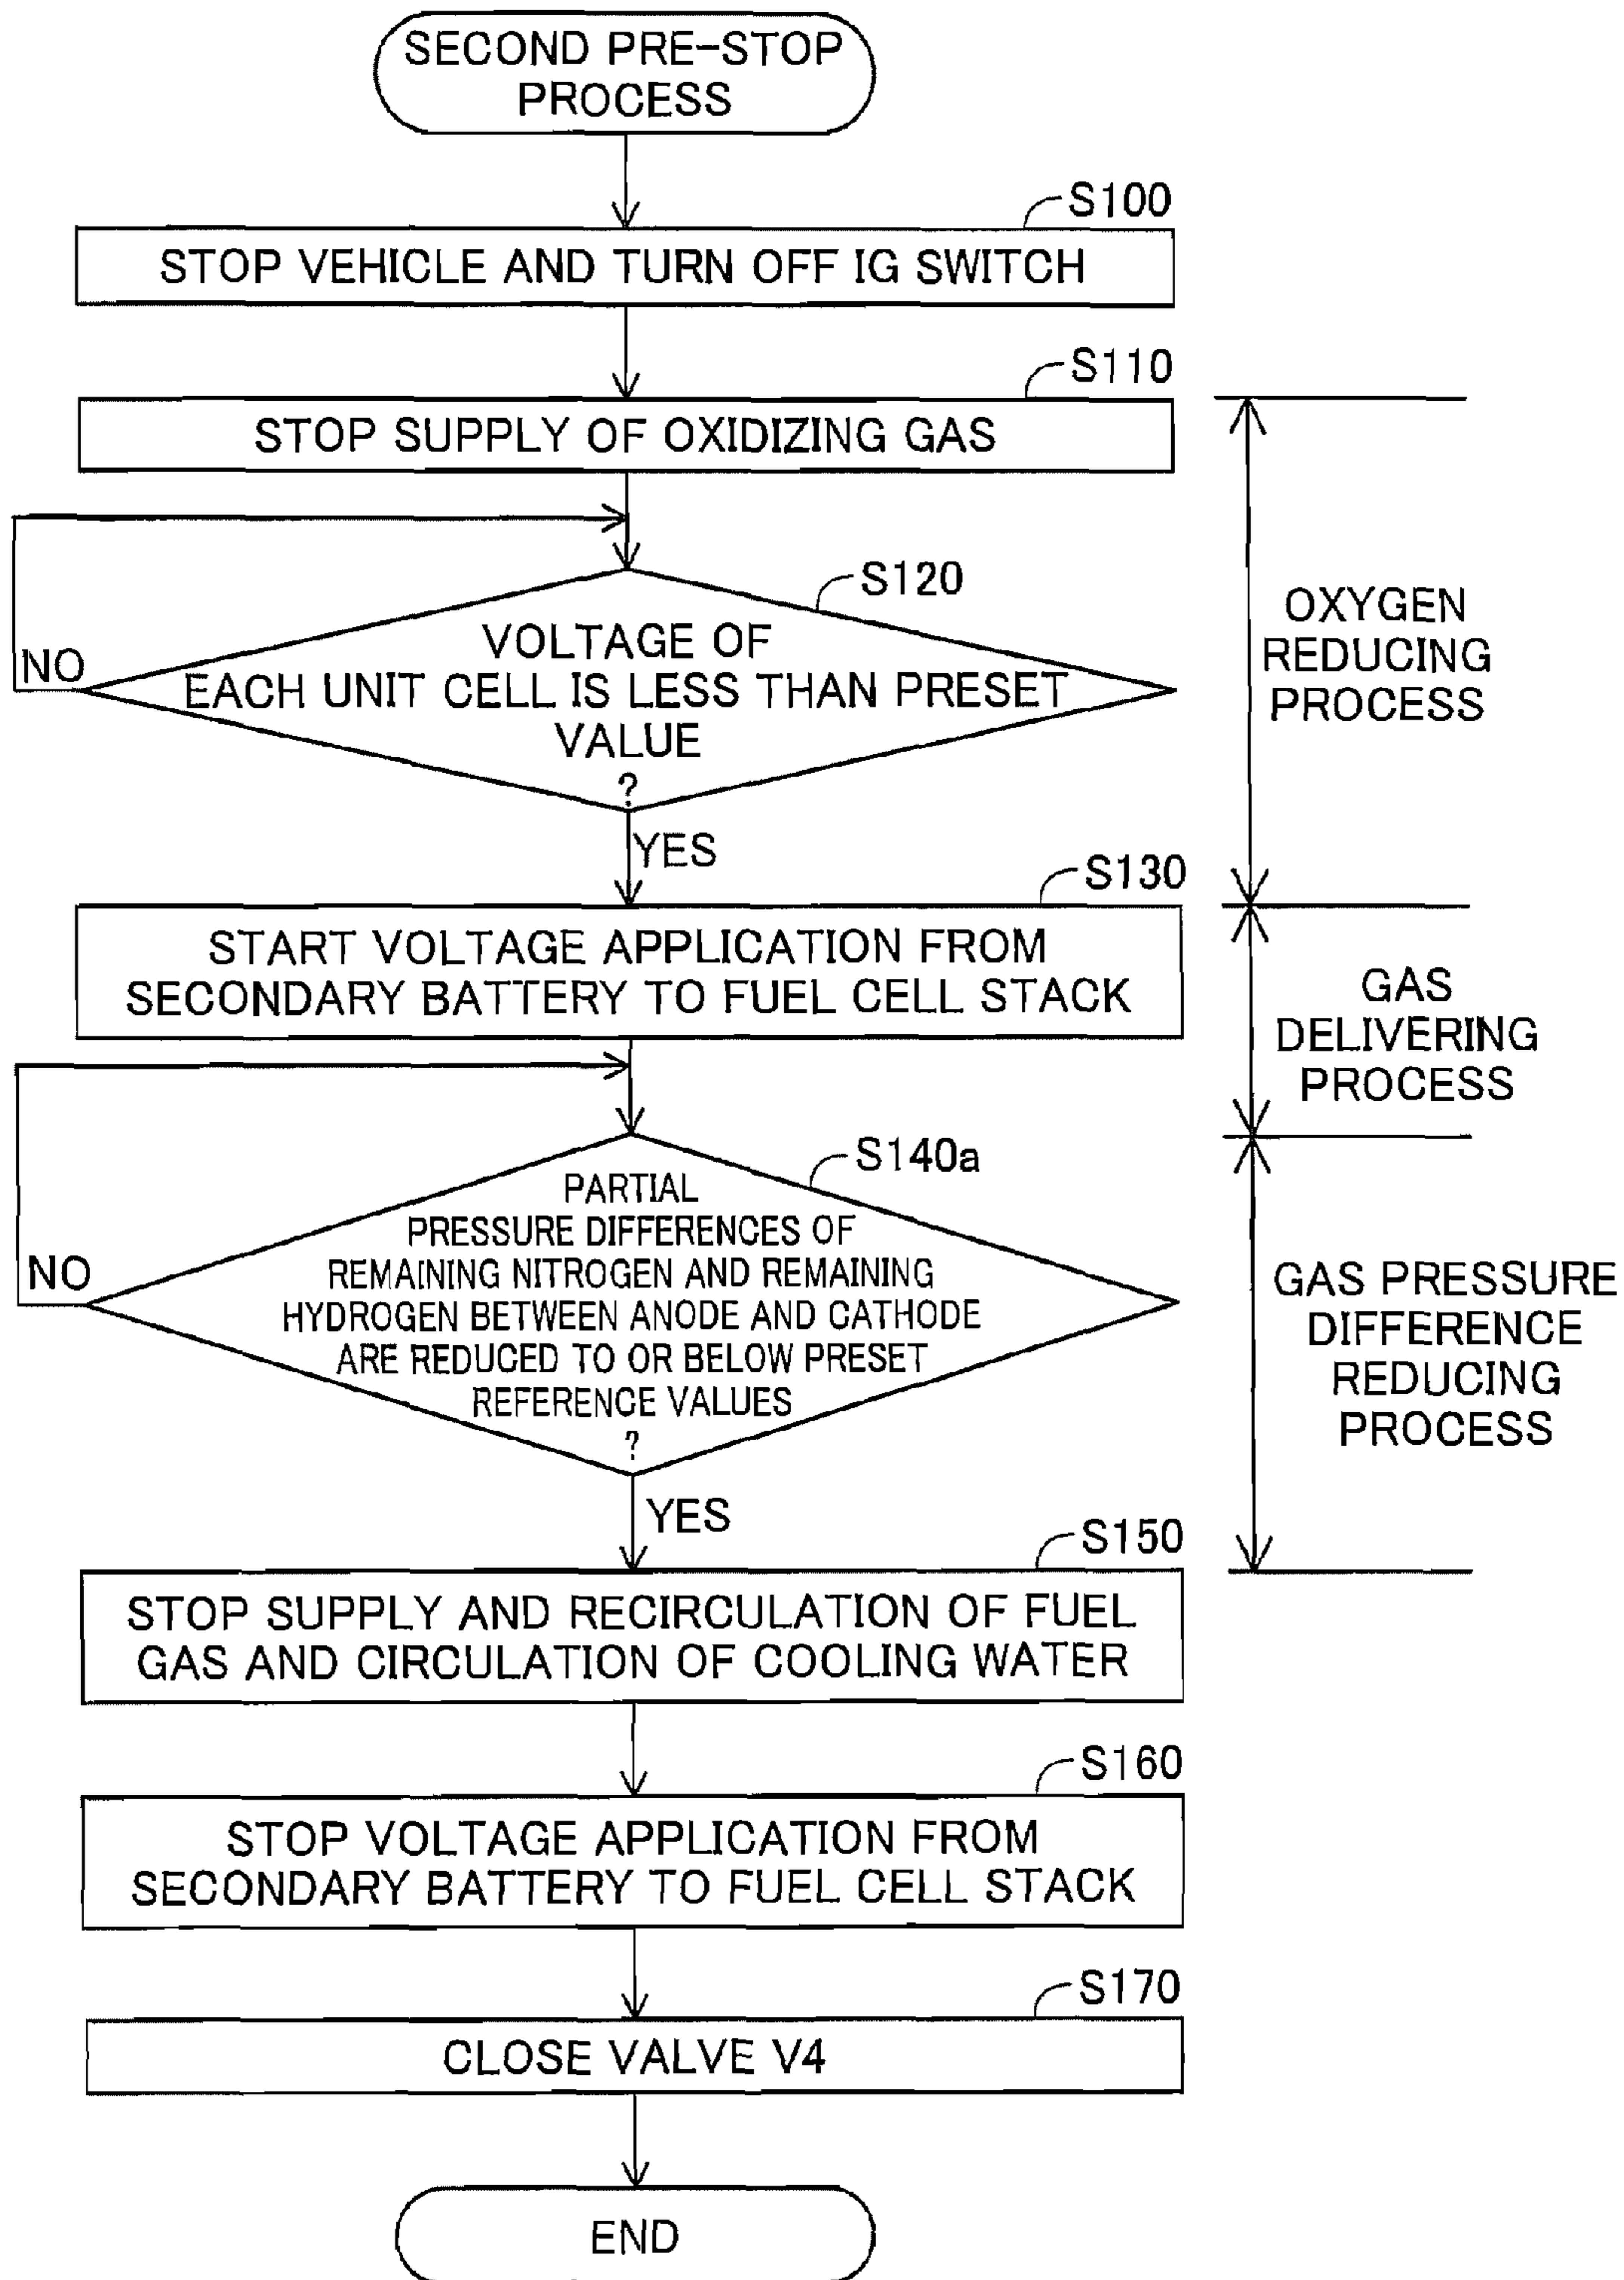 SECOND PRE-STOP
PROCESS
S100
STOP VEHICLE AND TURN OFF IG SWITCH
S110
STOP SUPPLY OF OXIDIZING GAS
S120
VOLTAGE OF
EACH UNIT CELL IS LESS THAN PRESET
VALUE
?
NO
YES
OXYGEN
REDUCING
PROCESS
S130
START VOLTAGE APPLICATION FROM
SECONDARY BATTERY TO FUEL CELL STACK
GAS
DELIVERING
PROCESS
S140a
PARTIAL
PRESSURE DIFFERENCES OF
REMAINING NITROGEN AND REMAINING
HYDROGEN BETWEEN ANODE AND CATHODE
ARE REDUCED TO OR BELOW PRESET
REFERENCE VALUES
?
NO
YES
GAS PRESSURE
DIFFERENCE
REDUCING
PROCESS
S150
STOP SUPPLY AND RECIRCULATION OF FUEL
GAS AND CIRCULATION OF COOLING WATER
S160
STOP VOLTAGE APPLICATION FROM
SECONDARY BATTERY TO FUEL CELL STACK
S170
CLOSE VALVE V4
END